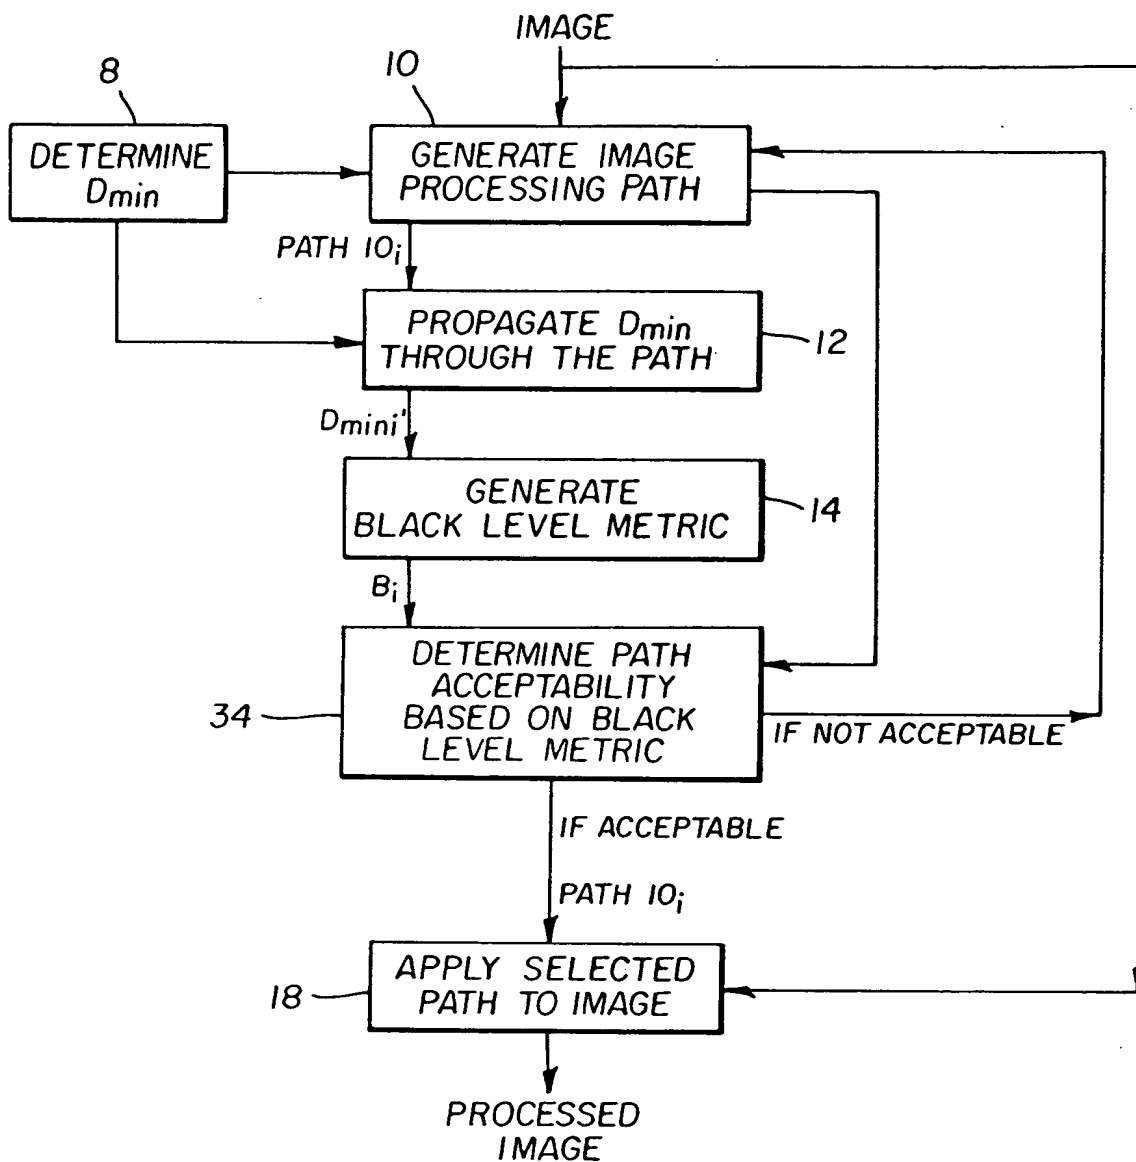 IMAGE
8
10
DETERMINE
Dmin
GENERATE IMAGE
PROCESSING PATH
PATH 10i
PROPAGATE Dmin
THROUGH THE PATH
12
Dmini'
GENERATE
BLACK LEVEL METRIC
14
Bi
DETERMINE PATH
ACCEPTABILITY
BASED ON BLACK
LEVEL METRIC
34
IF NOT ACCEPTABLE
IF ACCEPTABLE
PATH 10i
APPLY SELECTED
PATH TO IMAGE
18
PROCESSED
IMAGE